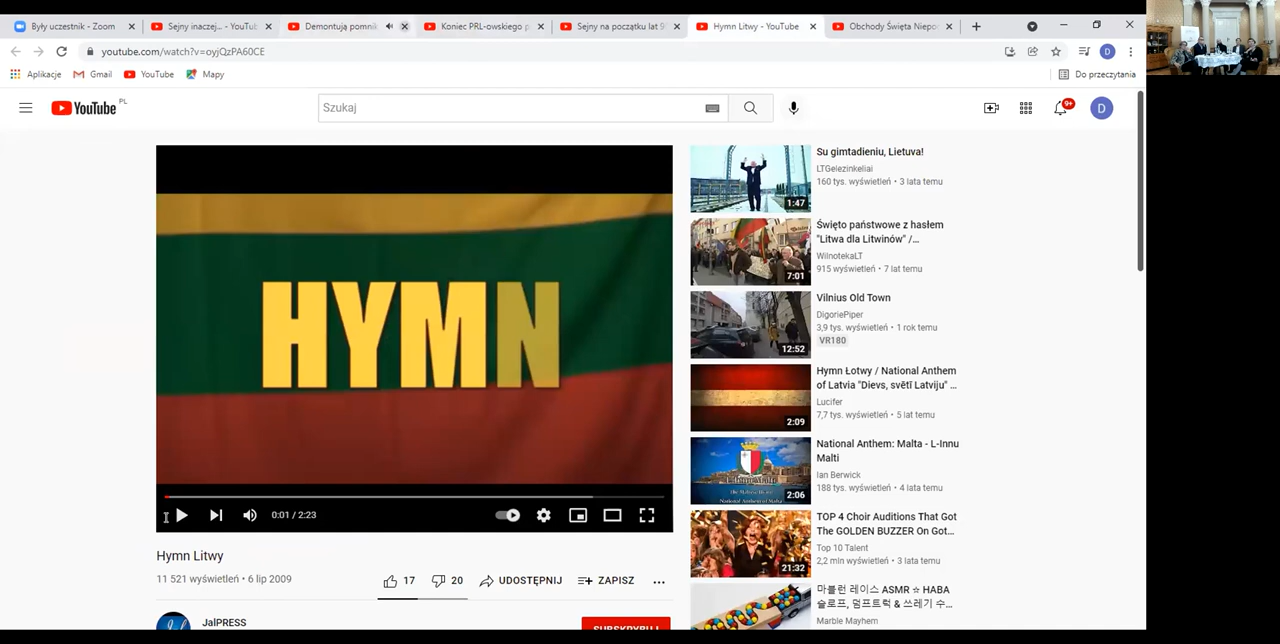 Były uczestnik - Zoom
Sejny inaczej... - YouTub
Demontują pomnik
Koniec PRL-owskiego p
Sejny na początku lat 9
Hymn Litwy - YouTube
Obchody Święta Niepo
youtube.com/watch?v=oyjQzPA60CE
D
Aplikacje
Gmail
YouTube
Mapy
Do przeczytania
YouTube PL
Szukaj
9+
D
HYMN
0:01 / 2:23
Hymn Litwy
11 521 wyświetleń • 6 lip 2009
17
20
UDOSTĘPNIJ
ZAPISZ
JalPRESS
SUBSKRYBUJ
1:47
Su gimtadieniu, Lietuva!
LTGeležinkeliai
160 tys. wyświetleń • 3 lata temu
7:01
Święto państwowe z hasłem
"Litwa dla Litwinów" /...
WilnotekaLT
915 wyświetleń • 7 lat temu
12:52
Vilnius Old Town
DigoriePiper
3,9 tys. wyświetleń • 1 rok temu
VR180
2:09
Hymn Łotwy / National Anthem
of Latvia "Dievs, svētī Latviju" ...
Lucifer
7,7 tys. wyświetleń • 5 lat temu
2:06
National Anthem: Malta - L-Innu
Malti
Ian Berwick
188 tys. wyświetleń • 4 lata temu
21:32
TOP 4 Choir Auditions That Got
The GOLDEN BUZZER On Got...
Top 10 Talent
2,2 mln wyświetleń • 3 lata temu
마블런 레이스 ASMR ☆ HABA
슬로프, 덤프트럭 & 쓰레기 수...
Marble Mayhem